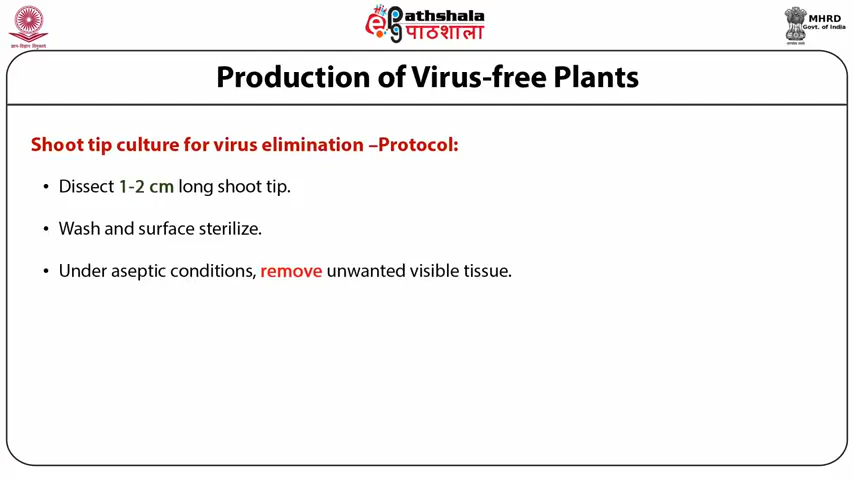 ePathshala
पाठशाला
MHRD
Govt. of India
Production of Virus-free Plants
Shoot tip culture for virus elimination –Protocol:
• Dissect 1-2 cm long shoot tip.
• Wash and surface sterilize.
• Under aseptic conditions, remove unwanted visible tissue.